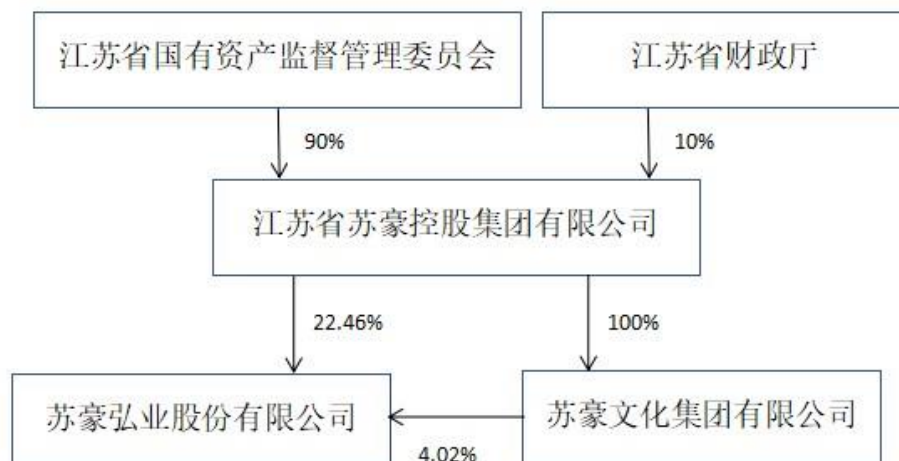 江苏省国有资产监督管理委员会
江苏省财政厅
90%
10%
江苏省苏豪控股集团有限公司
22.46%
100%
苏豪弘业股份有限公司
苏豪文化集团有限公司
4.02%